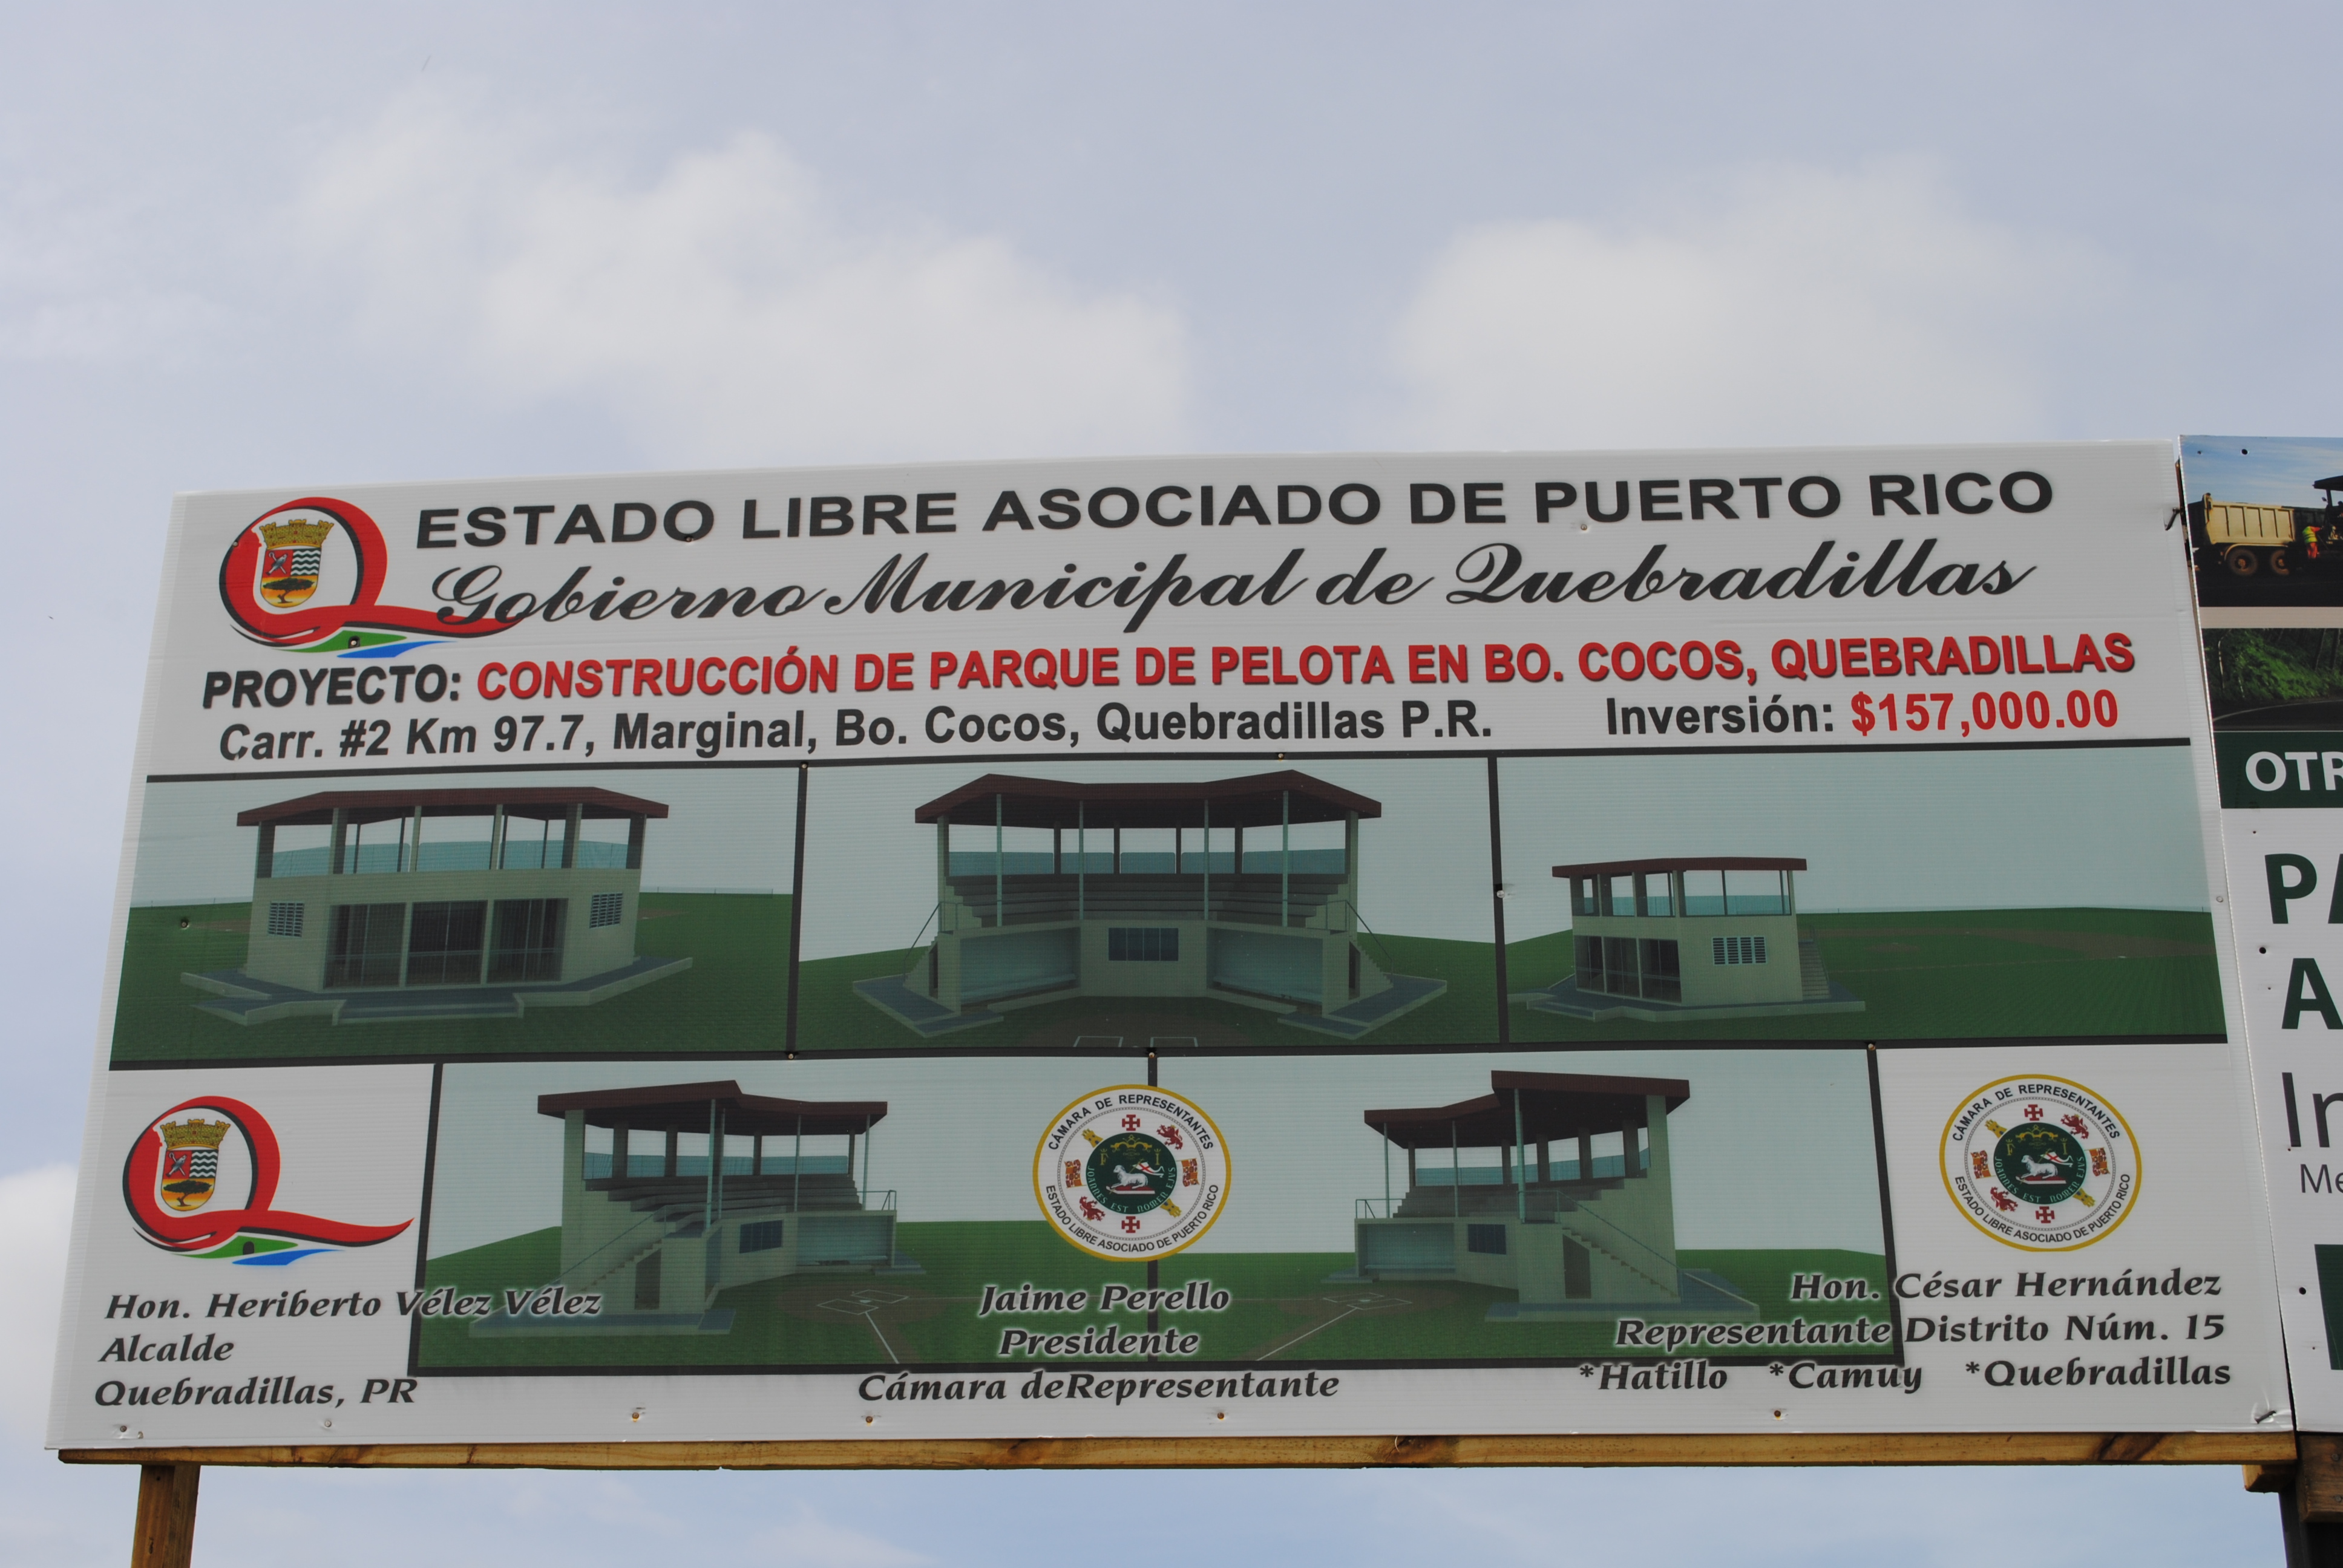 ESTADO LIBRE ASOCIADO DE PUERTO RICO
Gobierno Municipal de Quebradillas
PROYECTO: CONSTRUCCIÓN DE PARQUE DE PELOTA EN BO. COCOS, QUEBRADILLAS
Carr. #2 Km 97.7, Marginal, Bo. Cocos, Quebradillas P.R. Inversión: $157,000.00
CÁMARA DE REPRESENTANTES
ESTADO LIBRE ASOCIADO DE PUERTO RICO
CÁMARA DE REPRESENTANTES
ESTADO LIBRE ASOCIADO DE PUERTO RICO
Hon. Heriberto Vélez Vélez
Alcalde
Quebradillas, PR
Jaime Perello
Presidente
Cámara deRepresentante
Hon. César Hernández
Representante Distrito Núm. 15
*Hatillo *Camuy *Quebradillas
OTR
PA
A
In
Me